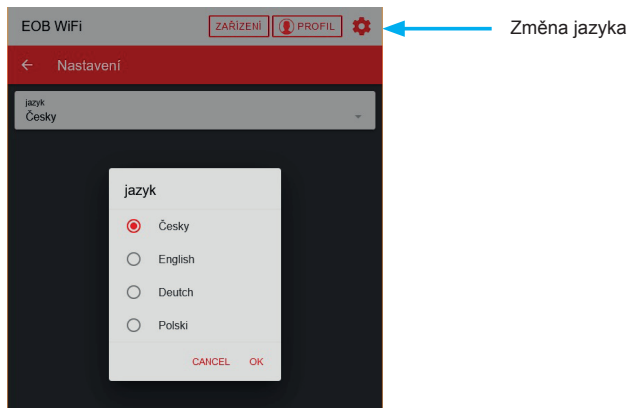 EOB WiFi ZAŘÍZENÍ PROFIL Změna jazyka
Nastavení
jazyk
Česky
jazyk
Česky
English
Deutch
Polski
CANCEL OK